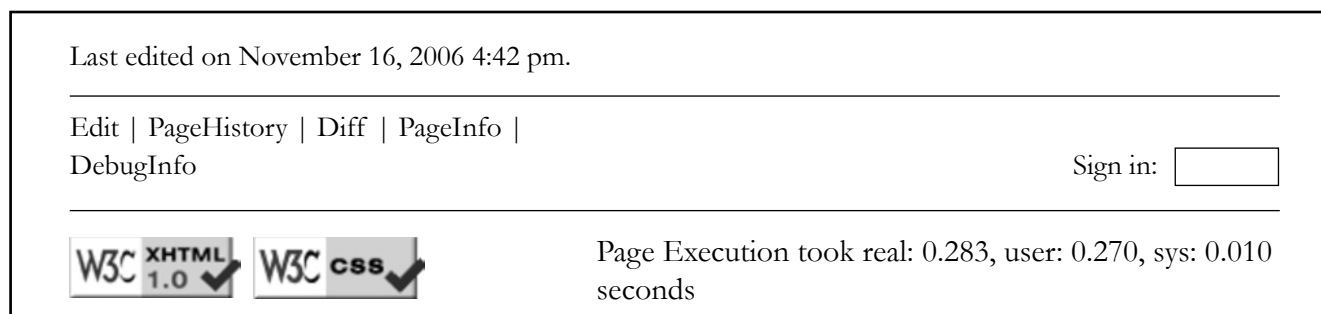 Last edited on November 16, 2006 4:42 pm.
Edit | PageHistory | Diff | PageInfo |
DebugInfo
Sign in:
W3C XHTML 1.0
W3C css
Page Execution took real: 0.283, user: 0.270, sys: 0.010
seconds